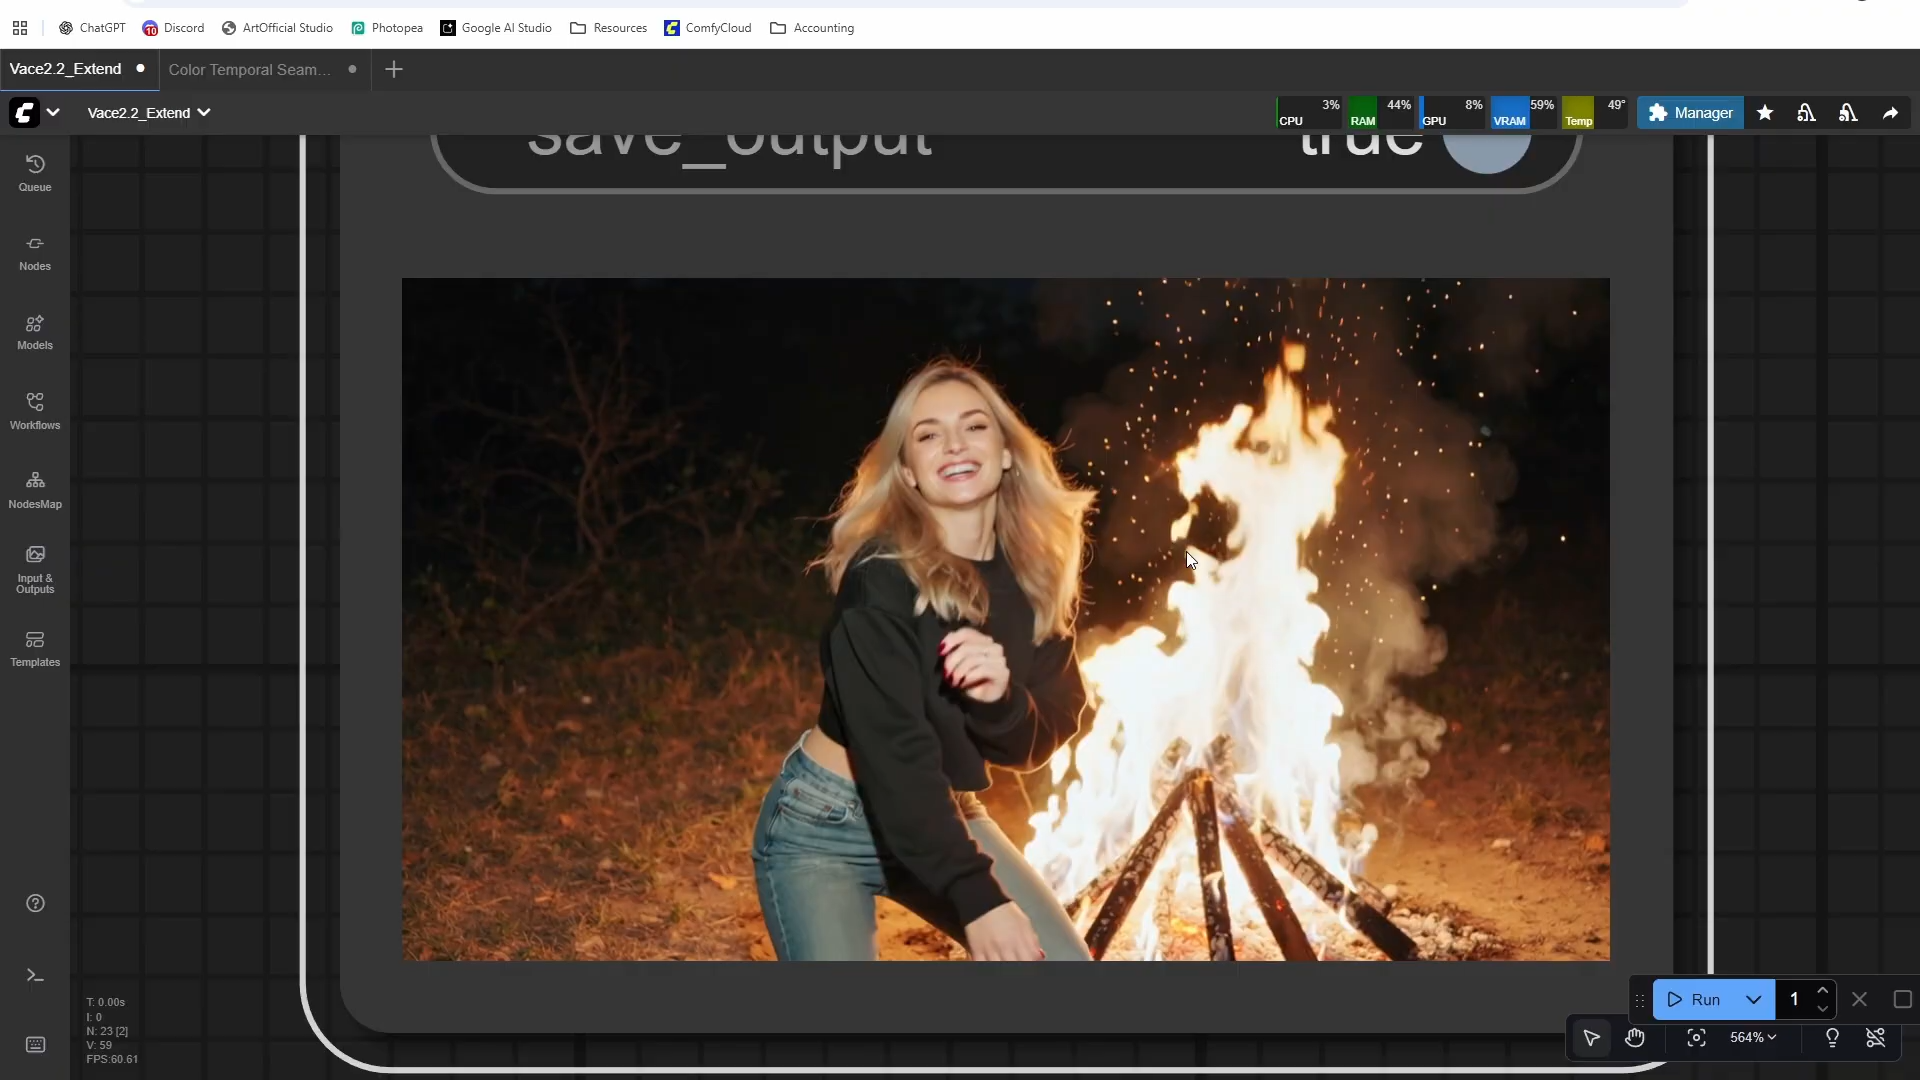 ChatGPT
10
Discord
ArtOfficial Studio
Photopea
Google AI Studio
Resources
ComfyCloud
Accounting
Vace2.2_Extend
Color Temporal Seam...
Vace2.2_Extend
3%
CPU
44%
RAM
8%
GPU
59%
VRAM
49°
Temp
Manager
save_output true
Queue
Nodes
Models
Workflows
NodesMap
Input &
Outputs
Templates
T: 0.00s
I: 0
N: 23 [2]
V: 59
FPS:60.61
Run
1
564%